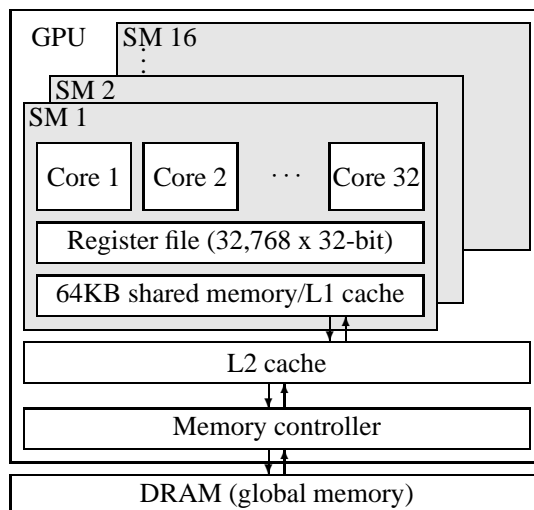 GPU
SM 16
⋮
SM 2
SM 1
Core 1
Core 2
···
Core 32
Register file (32,768 x 32-bit)
64KB shared memory/L1 cache
L2 cache
Memory controller
DRAM (global memory)